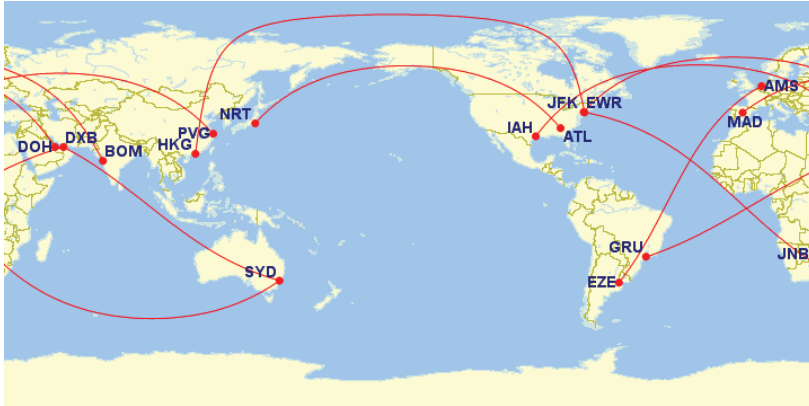 JFK EWR
AMS
NRT
PVG
IAH
ATL
MAD
DOH
DXB
BOM
HKG
GRU
JNB
SYD
EZE